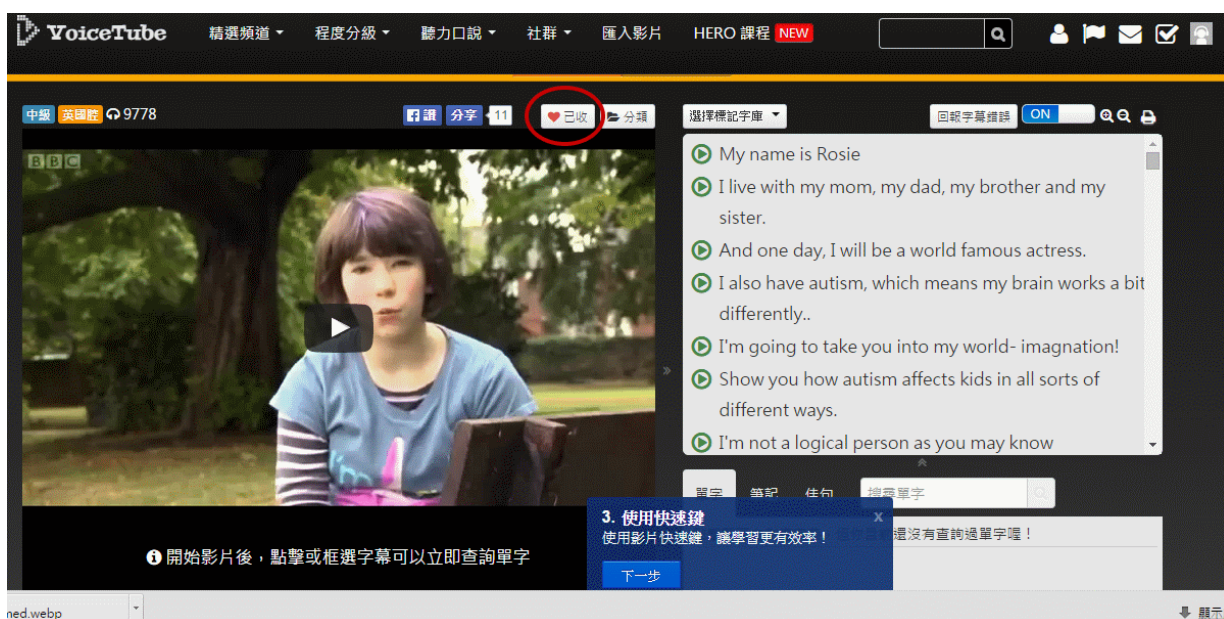 VoiceTube 精選頻道 程度分級 聽力口說 社群 匯入影片 HERO 課程 NEW
中級 英國腔 9778 讚 分享 11 已收 分類
BBC
I'm
開始影片後，點擊或框選字幕可以立即查詢單字
選擇標記字庫 回報字幕錯誤 ON
My name is Rosie
I live with my mom, my dad, my brother and my
sister.
And one day, I will be a world famous actress.
I also have autism, which means my brain works a bit
differently..
I'm going to take you into my world- imagnation!
Show you how autism affects kids in all sorts of
different ways.
I'm not a logical person as you may know
單字 筆記 佳句 搜尋單字
還沒有查詢過單字喔！
3. 使用快速鍵 x
使用影片快速鍵，讓學習更有效率！
下一步
med.webp 顯示